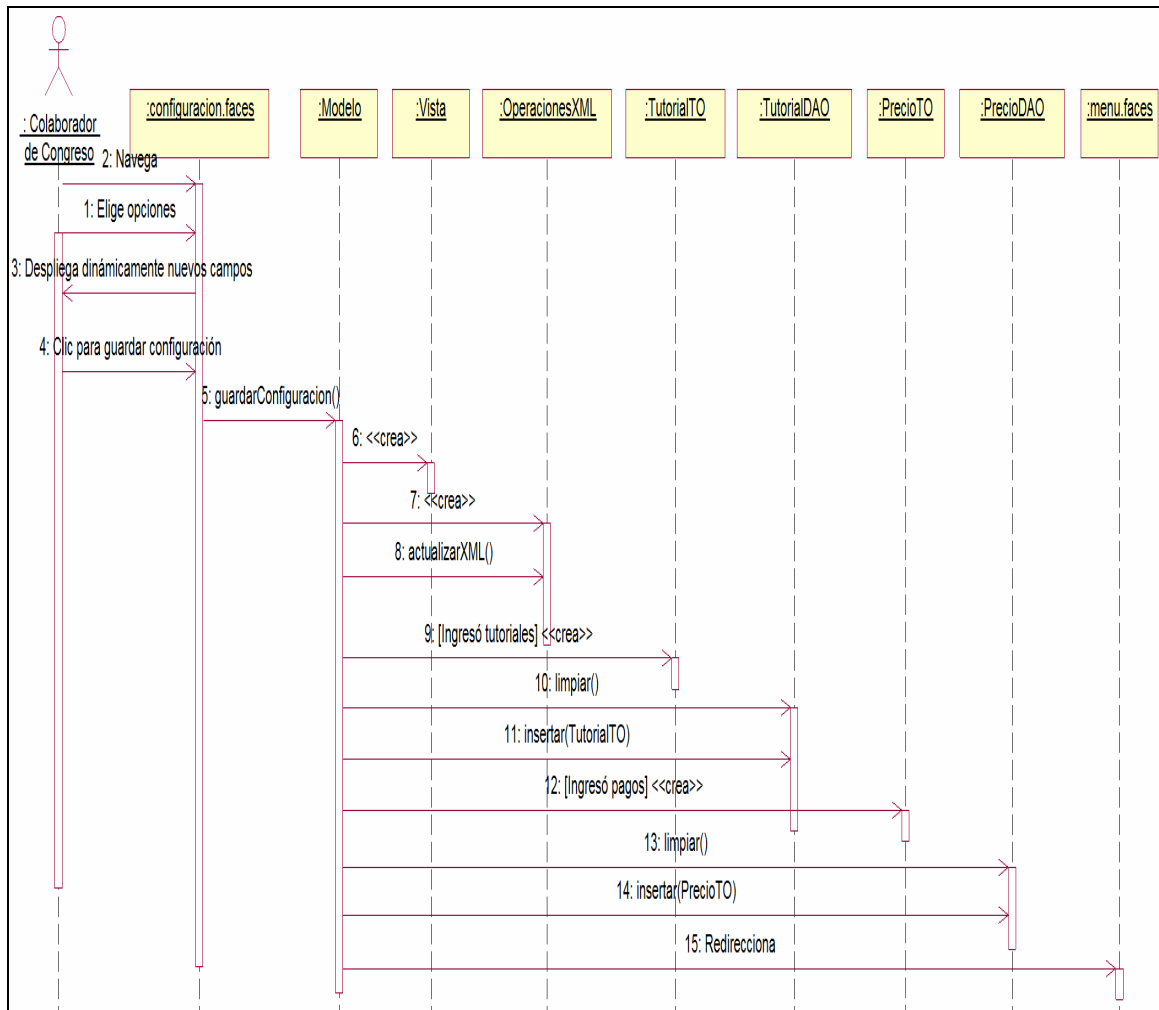 : Colaborador
de Congreso
:configuracion.faces
:Modelo
:Vista
:OperacionesXML
:TutorialTO
:TutorialDAO
:PrecioTO
:PrecioDAO
:menu.faces
2: Navega
1: Elige opciones
3: Despliega dinámicamente nuevos campos
4: Clic para guardar configuración
5: guardarConfiguracion()
6: <<crea>>
7: <<crea>>
8: actualizarXML()
9: [Ingresó tutoriales] <<crea>>
10: limpiar()
11: insertar(TutorialTO)
12: [Ingresó pagos] <<crea>>
13: limpiar()
14: insertar(PrecioTO)
15: Redirecciona